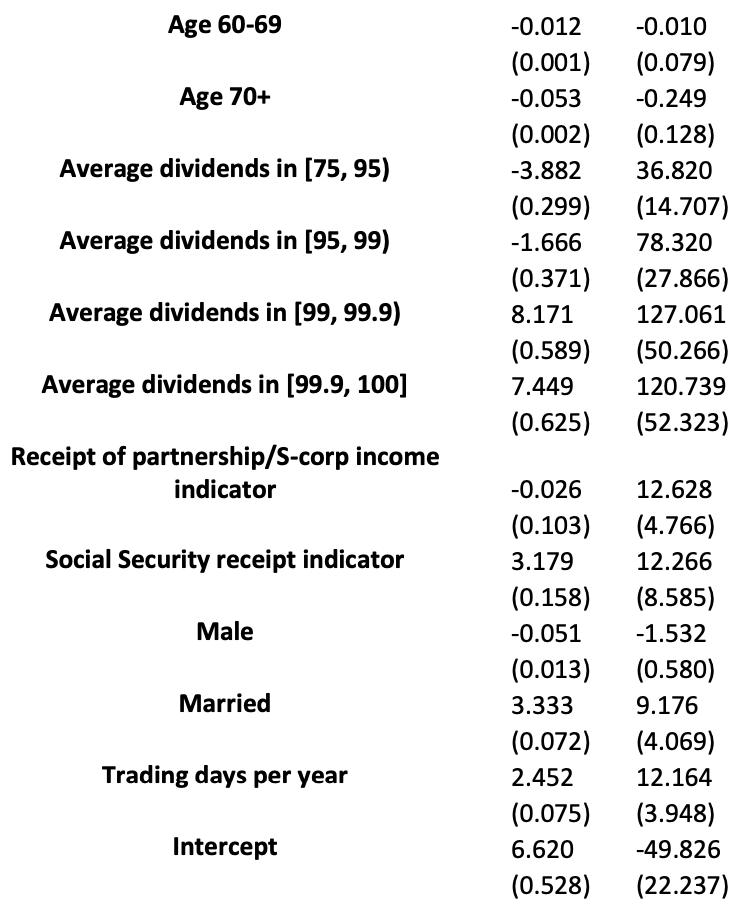 Age 60-69 -0.012 -0.010
(0.001) (0.079)
Age 70+ -0.053 -0.249
(0.002) (0.128)
Average dividends in [75, 95) -3.882 36.820
(0.299) (14.707)
Average dividends in [95, 99) -1.666 78.320
(0.371) (27.866)
Average dividends in [99, 99.9) 8.171 127.061
(0.589) (50.266)
Average dividends in [99.9, 100] 7.449 120.739
(0.625) (52.323)
Receipt of partnership/S-corp income
indicator -0.026 12.628
(0.103) (4.766)
Social Security receipt indicator 3.179 12.266
(0.158) (8.585)
Male -0.051 -1.532
(0.013) (0.580)
Married 3.333 9.176
(0.072) (4.069)
Trading days per year 2.452 12.164
(0.075) (3.948)
Intercept 6.620 -49.826
(0.528) (22.237)